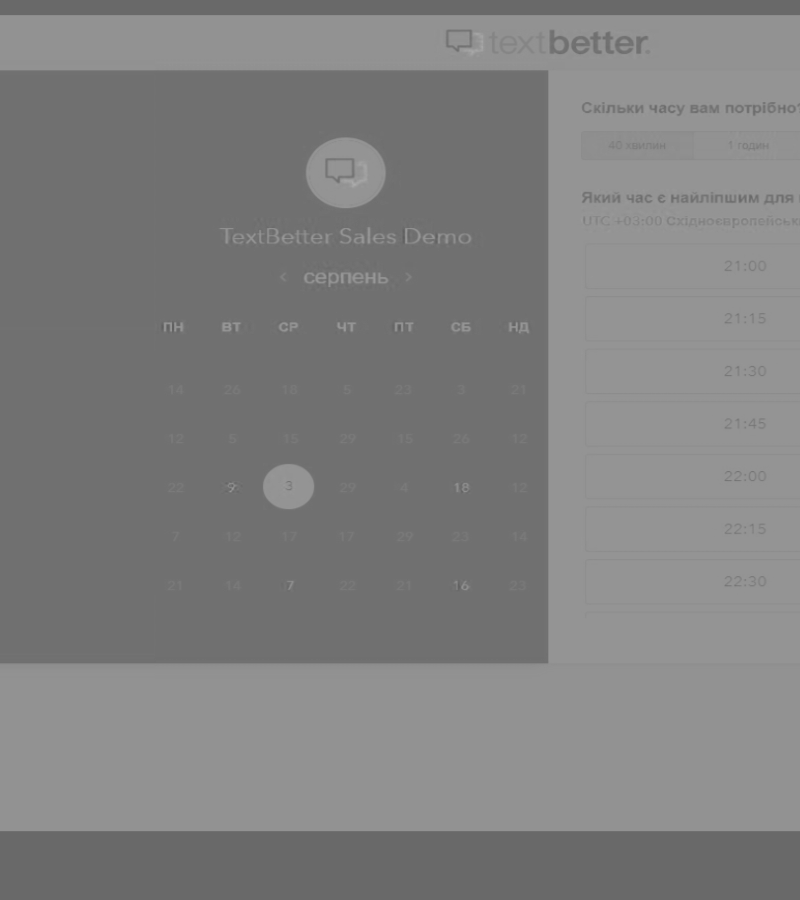 textbetter.
TextBetter Sales Demo
‹ серпень ›
ПН ВТ СР ЧТ ПТ СБ НД
14 26 18 5 23 3 21
12 5 15 29 15 26 12
22 9 3 29 4 18 12
7 12 17 17 29 23 14
21 14 7 22 21 16 23
Скільки часу вам потрібно
40 хвилин 1 годин
Який час є найліпшим для
UTC +03:00 Східноєвропейськ
21:00
21:15
21:30
21:45
22:00
22:15
22:30